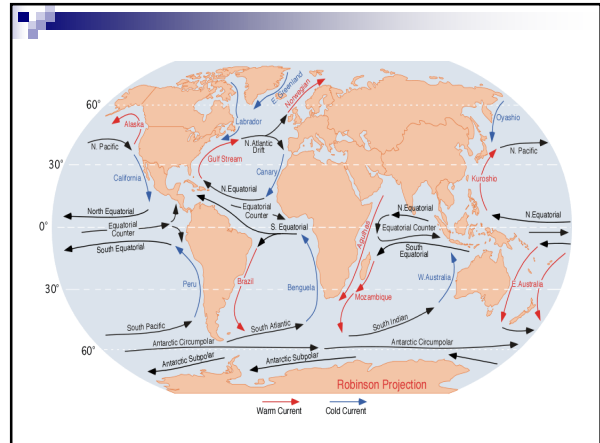 E. Greenland
Norwegian
60°
Alaska
Labrador
Oyashio
N. Pacific
N. Atlantic
Drift
N. Pacific
30°
Gulf Stream
California
Canary
Kuroshio
N. Equatorial
North Equatorial
Equatorial
Counter
N. Equatorial
N. Equatorial
0°
Equatorial
Counter
S. Equatorial
Equatorial Counter
South Equatorial
South
Equatorial
Agulhas
Peru
Brazil
Benguela
Mozambique
W. Australia
E. Australia
30°
South Pacific
South Atlantic
South Indian
Antarctic Circumpolar
Antarctic Circumpolar
60°
Antarctic Subpolar
Antarctic Subpolar
Robinson Projection
Warm Current
Cold Current